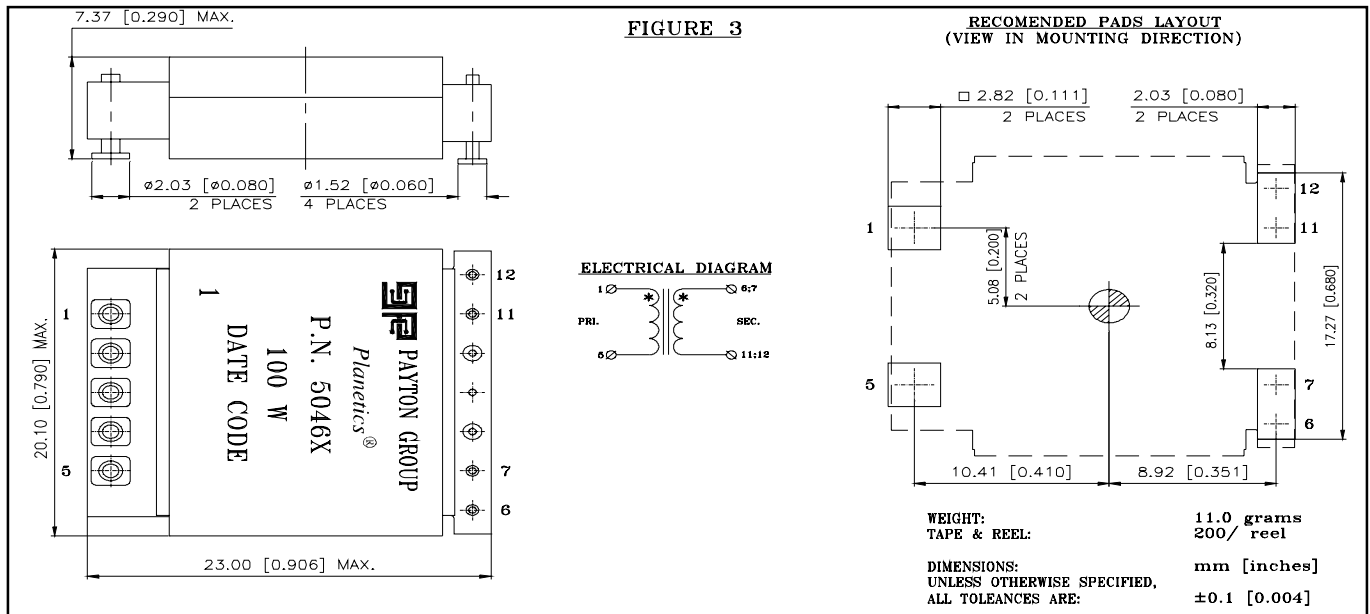 FIGURE 3
7.37 [0.290] MAX.
ø2.03 [ø0.080]
2 PLACES
ø1.52 [ø0.060]
4 PLACES
20.10 [0.790] MAX.
23.00 [0.906] MAX.
1
5
12
11
7
6
PAYTON GROUP
Planetics®
P.N. 5046X
100 W
DATE CODE
1
ELECTRICAL DIAGRAM
1
6;7
*
*
PRI.
SEC.
5
11;12
RECOMENDED PADS LAYOUT
(VIEW IN MOUNTING DIRECTION)
□ 2.82 [0.111]
2 PLACES
2.03 [0.080]
2 PLACES
1
5
12
11
7
6
5.08 [0.200]
2 PLACES
8.13 [0.320]
17.27 [0.680]
10.41 [0.410]
8.92 [0.351]
WEIGHT: 11.0 grams
TAPE & REEL: 200/ reel
DIMENSIONS: mm [inches]
UNLESS OTHERWISE SPECIFIED,
ALL TOLEANCES ARE: ±0.1 [0.004]